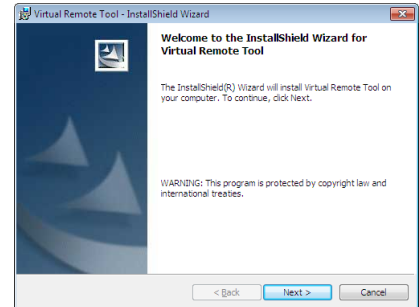 Virtual Remote Tool - InstallShield Wizard
Welcome to the InstallShield Wizard for
Virtual Remote Tool
The InstallShield(R) Wizard will install Virtual Remote Tool on
your computer. To continue, click Next.
WARNING: This program is protected by copyright law and
international treaties.
< Back Next > Cancel